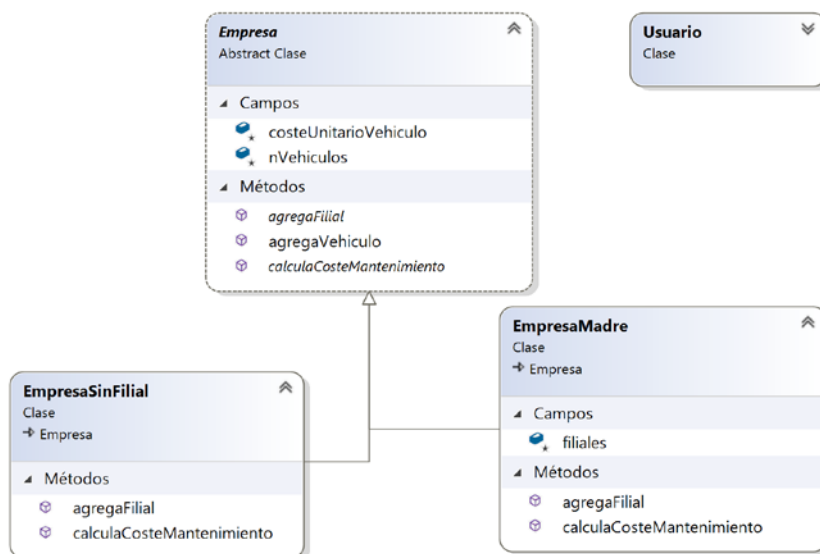 Empresa
Abstract Clase
Campos
costeUnitarioVehiculo
nVehiculos
Métodos
agregaFilial
agregaVehiculo
calculaCosteMantenimiento
Usuario
Clase
EmpresaSinFilial
Clase
Empresa
Métodos
agregaFilial
calculaCosteMantenimiento
EmpresaMadre
Clase
Empresa
Campos
filiales
Métodos
agregaFilial
calculaCosteMantenimiento